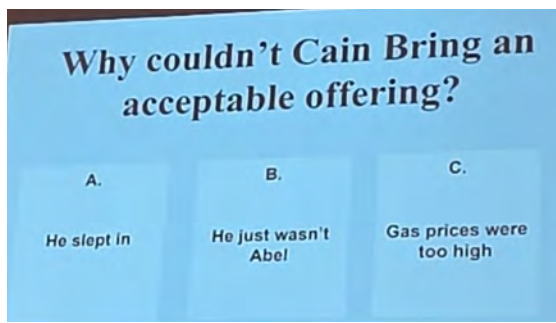 Why couldn't Cain Bring an
acceptable offering?
A.
He slept in
B.
He just wasn't
Abel
C.
Gas prices were
too high